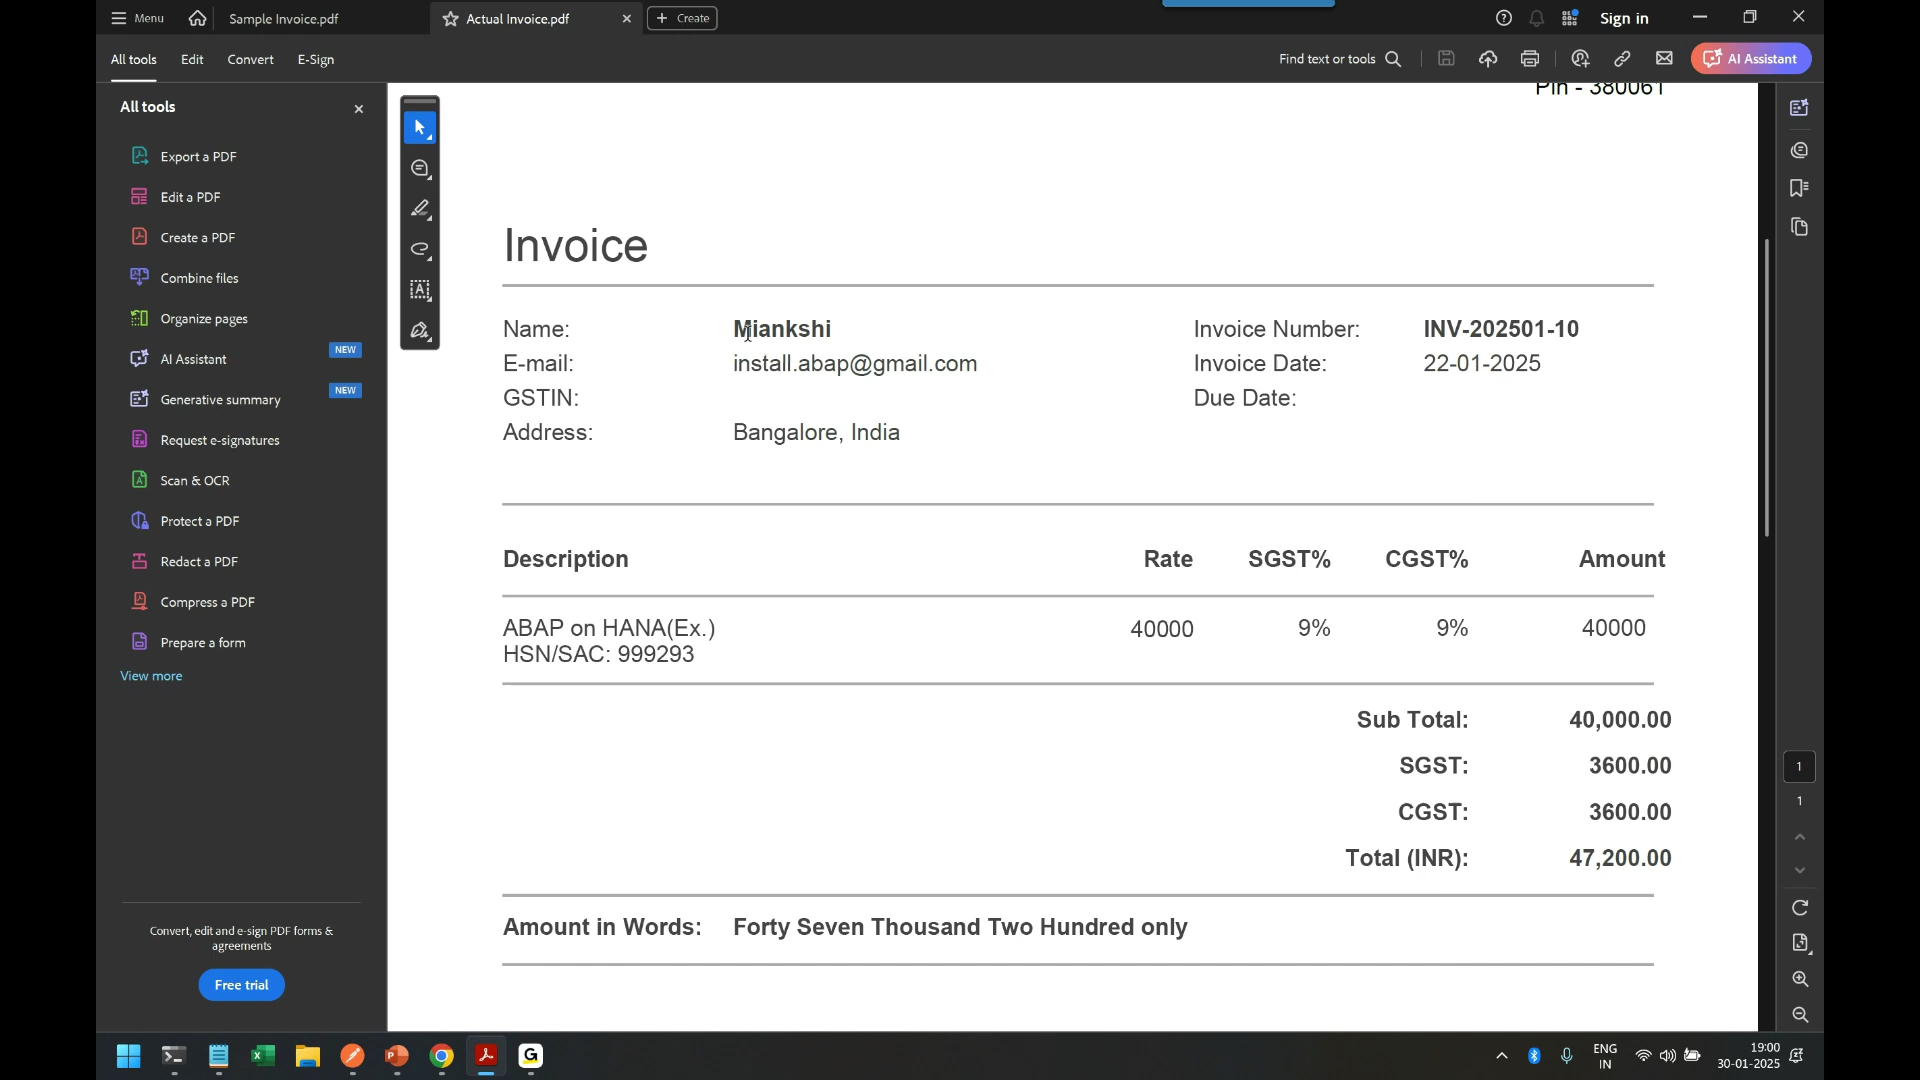 Menu
Sample Invoice.pdf
Actual Invoice.pdf
Create
Sign in
All tools
Edit
Convert
E-Sign
Find text or tools
AI Assistant
All tools
Export a PDF
Edit a PDF
Create a PDF
Combine files
Organize pages
AI Assistant
NEW
Generative summary
NEW
Request e-signatures
Scan & OCR
Protect a PDF
Redact a PDF
Compress a PDF
Prepare a form
View more
Convert, edit and e-sign PDF forms &
agreements
Free trial
Pin - 380061
Invoice
Name: Miankshi Invoice Number: INV-202501-10
E-mail: install.abap@gmail.com Invoice Date: 22-01-2025
GSTIN: Due Date:
Address: Bangalore, India
Description Rate SGST% CGST% Amount
ABAP on HANA(Ex.) 40000 9% 9% 40000
HSN/SAC: 999293
Sub Total: 40,000.00
SGST: 3600.00
CGST: 3600.00
Total (INR): 47,200.00
Amount in Words: Forty Seven Thousand Two Hundred only
1
1
ENG
IN
19:00
30-01-2025